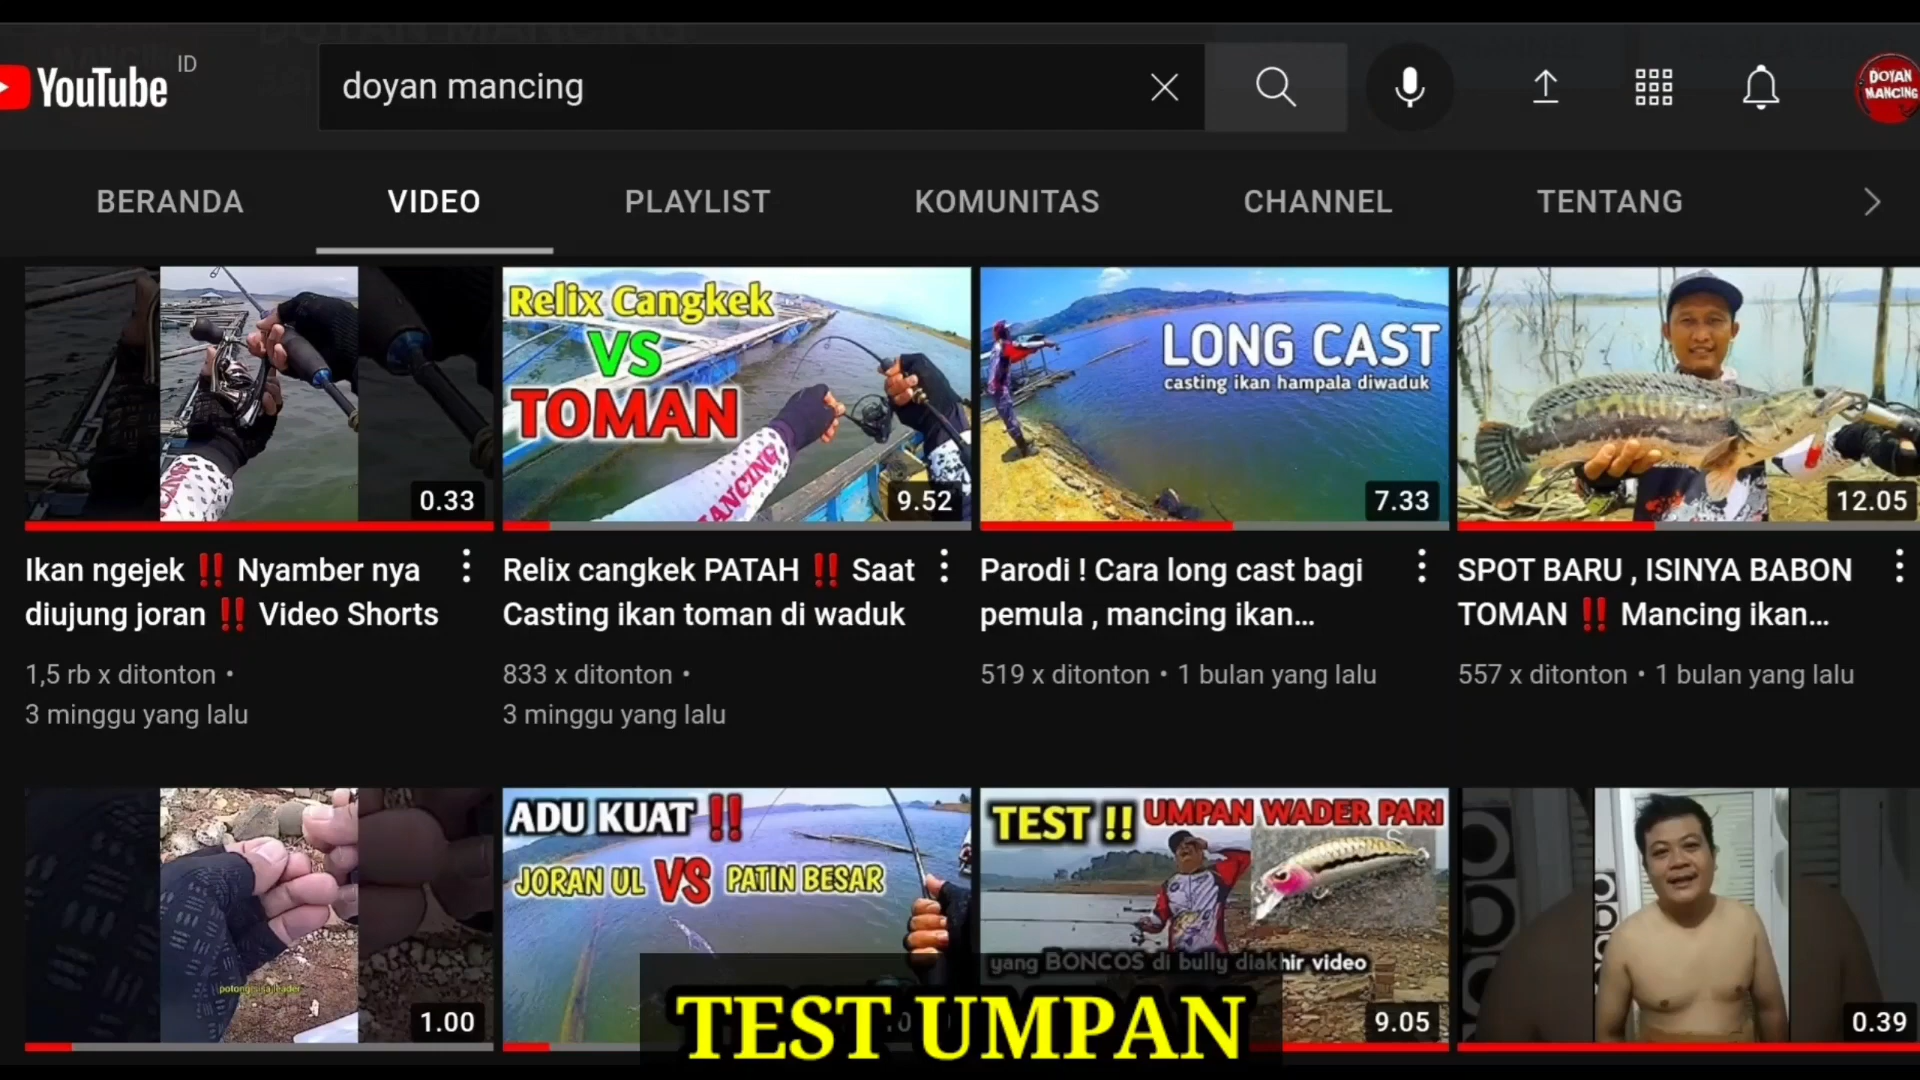 YouTube ID
doyan mancing
DOYAN
MANCING
BERANDA VIDEO PLAYLIST KOMUNITAS CHANNEL TENTANG
0.33
Relix Cangkek
VS
TOMAN
9.52
LONG CAST
casting ikan hampala diwaduk
7.33
12.05
Ikan ngejek ‼ Nyamber nya
diujung joran ‼ Video Shorts
1,5 rb x ditonton •
3 minggu yang lalu
Relix cangkek PATAH ‼ Saat
Casting ikan toman di waduk
833 x ditonton •
3 minggu yang lalu
Parodi ! Cara long cast bagi
pemula , mancing ikan...
519 x ditonton • 1 bulan yang lalu
SPOT BARU , ISINYA BABON
TOMAN ‼ Mancing ikan...
557 x ditonton • 1 bulan yang lalu
potong sisa leader
1.00
ADU KUAT ‼
JORAN UL VS PATIN BESAR
TEST !! UMPAN WADER PARI
yang BONCOS di bully diakhir video
9.05
0.39
TEST UMPAN